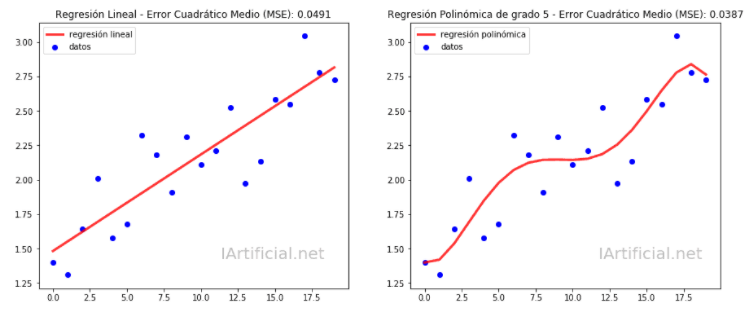 Regresión Lineal - Error Cuadrático Medio (MSE): 0.0491
regresión lineal
datos
3.00
2.75
2.50
2.25
2.00
1.75
1.50
1.25
IArtificial.net
0.0 2.5 5.0 7.5 10.0 12.5 15.0 17.5
Regresión Polinómica de grado 5 - Error Cuadrático Medio (MSE): 0.0387
regresión polinómica
datos
3.00
2.75
2.50
2.25
2.00
1.75
1.50
1.25
IArtificial.net
0.0 2.5 5.0 7.5 10.0 12.5 15.0 17.5